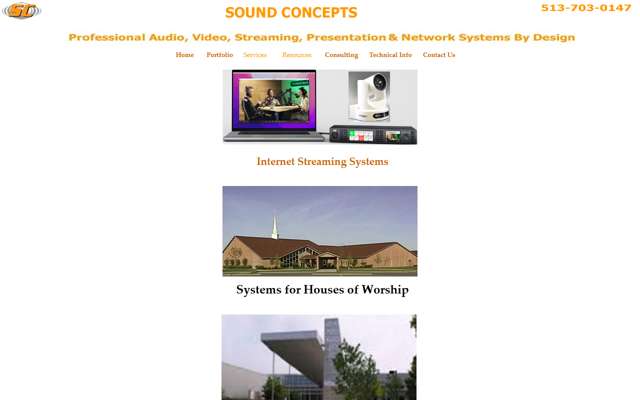 SC
SOUND CONCEPTS
513-703-0147
Professional Audio, Video, Streaming, Presentation & Network Systems By Design
Home Portfolio Services Resources Consulting Technical Info Contact Us
Internet Streaming Systems
Systems for Houses of Worship